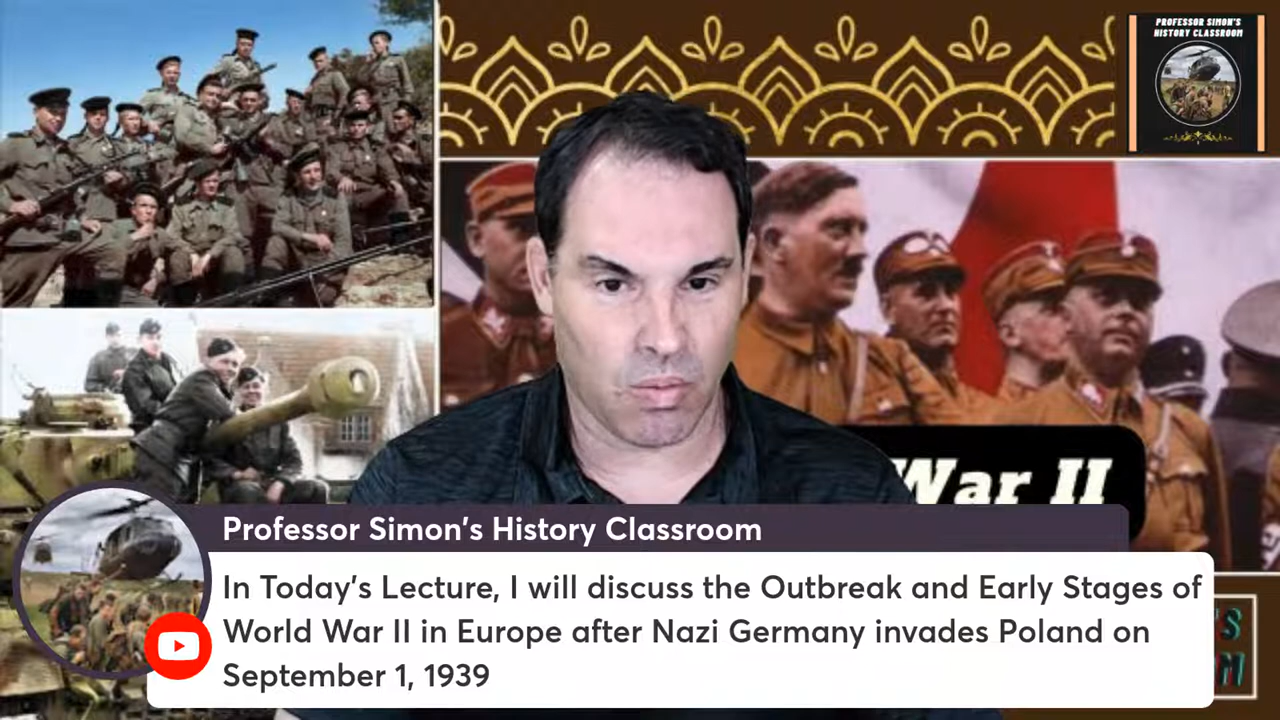 PROFESSOR SIMON'S
HISTORY CLASSROOM
War II
Professor Simon's History Classroom
In Today's Lecture, I will discuss the Outbreak and Early Stages of
World War II in Europe after Nazi Germany invades Poland on
September 1, 1939